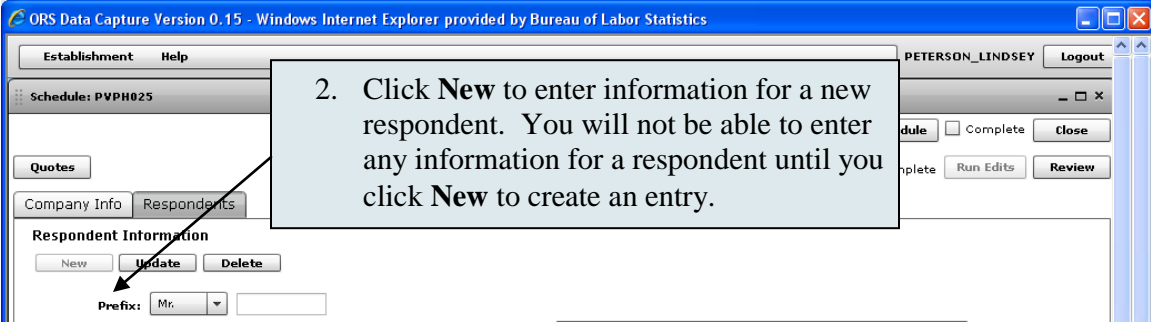 ORS Data Capture Version 0.15 - Windows Internet Explorer provided by Bureau of Labor Statistics
Establishment Help PETERSON_LINDSEY Logout
Schedule: PVPH025
2. Click New to enter information for a new
respondent. You will not be able to enter
any information for a respondent until you
click New to create an entry.
Complete Close
Quotes Run Edits Review
Company Info Respondents
Respondent Information
New Update Delete
Prefix: Mr.